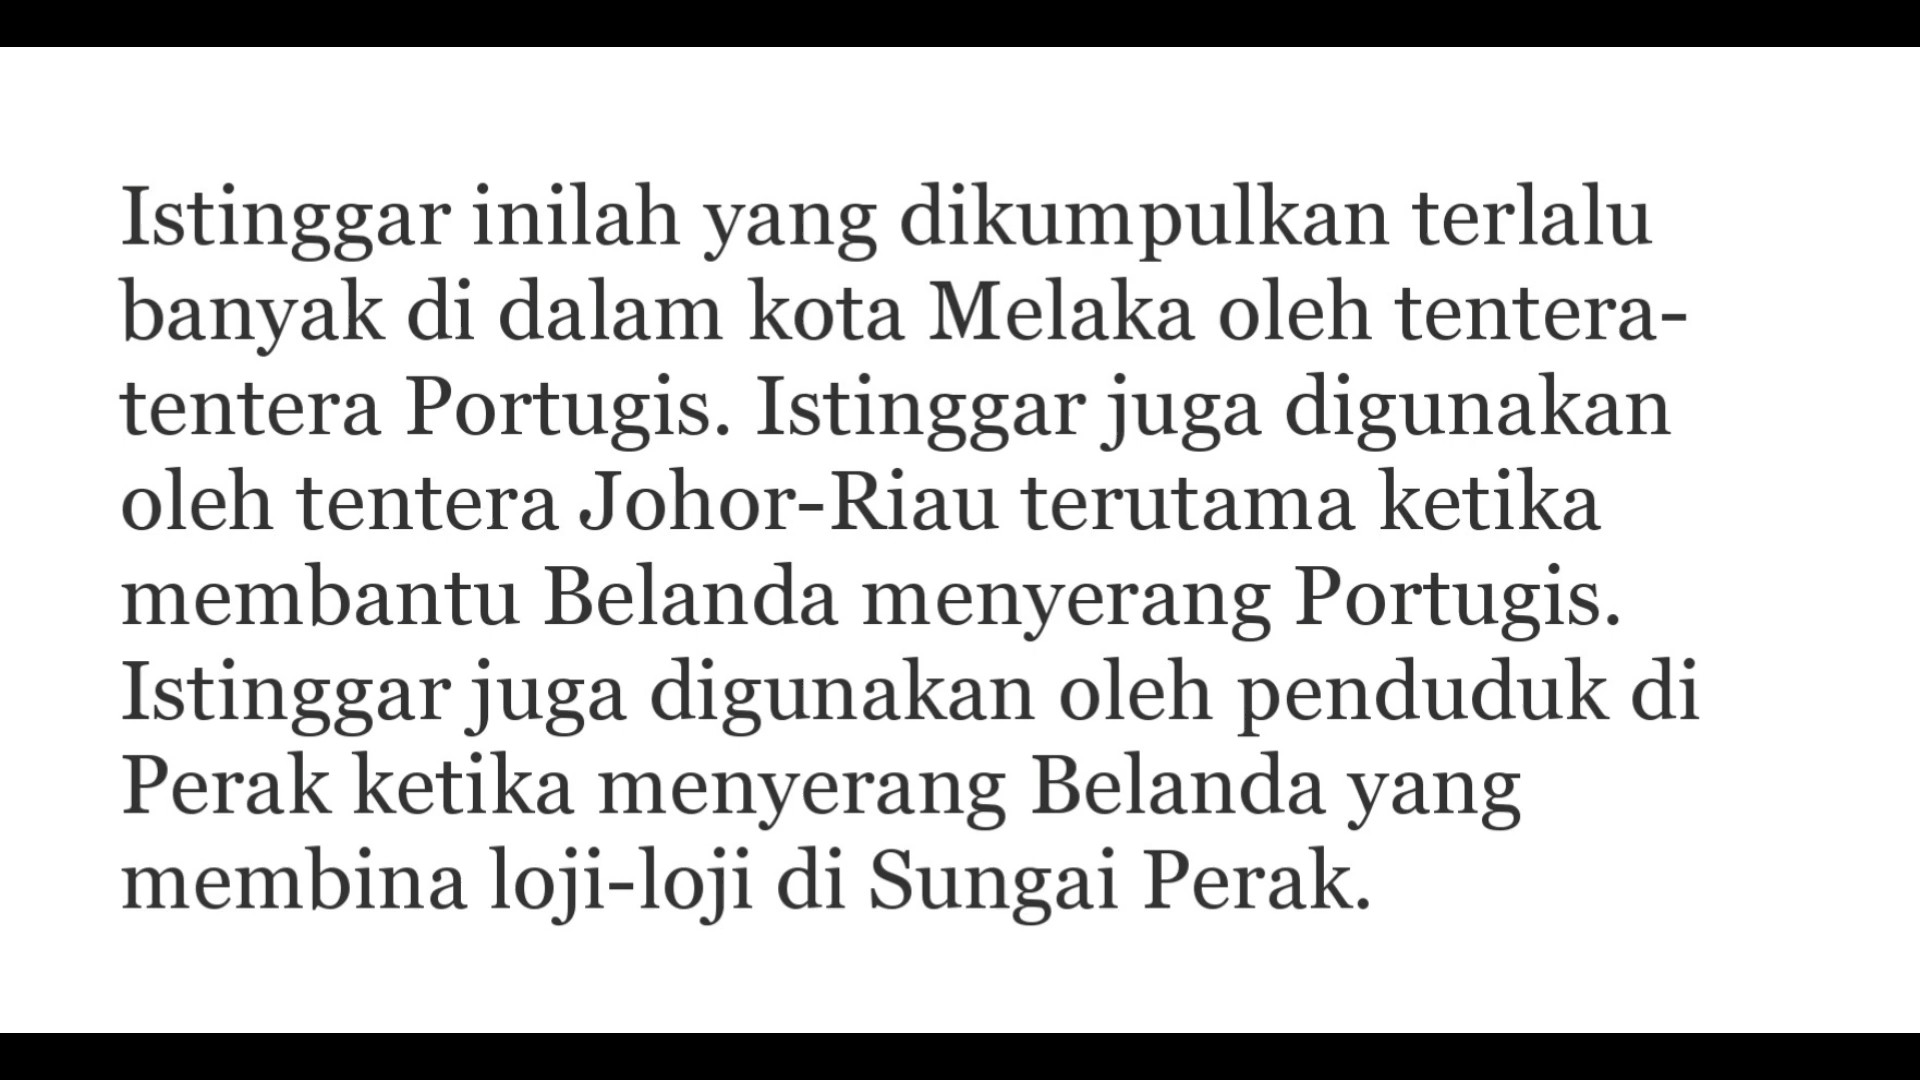 Istinggar inilah yang dikumpulkan terlalu
banyak di dalam kota Melaka oleh tentera-
tentera Portugis. Istinggar juga digunakan
oleh tentera Johor-Riau terutama ketika
membantu Belanda menyerang Portugis.
Istinggar juga digunakan oleh penduduk di
Perak ketika menyerang Belanda yang
membina loji-loji di Sungai Perak.